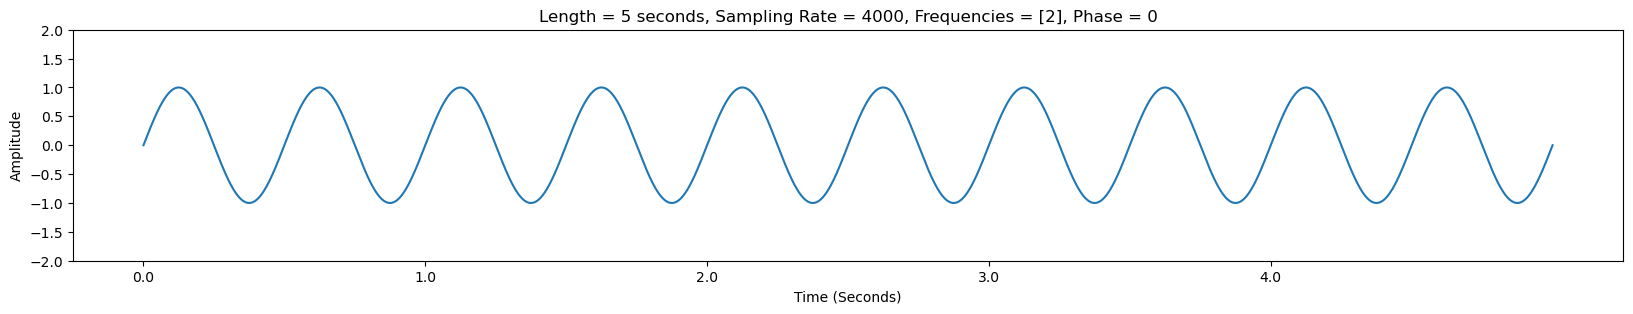 Length = 5 seconds, Sampling Rate = 4000, Frequencies = [2], Phase = 0
2.0
1.5
1.0
0.5
0.0
−0.5
−1.0
−1.5
−2.0
Amplitude
0.0 1.0 2.0 3.0 4.0
Time (Seconds)